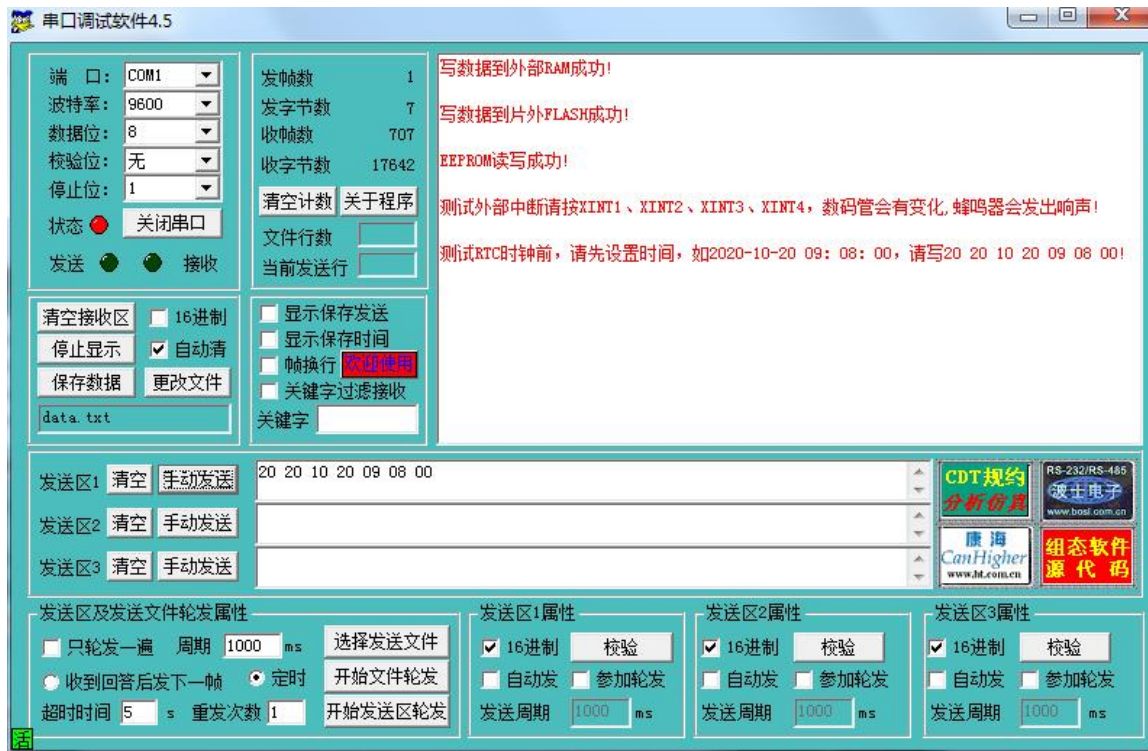 串口调试软件4.5
端 口: COM1
波特率: 9600
数据位: 8
校验位: 无
停止位: 1
状态 关闭串口
发送 接收
发帧数 1
发字节数 7
收帧数 707
收字节数 17642
清空计数 关于程序
文件行数
当前发送行
写数据到外部RAM成功!
写数据到片外FLASH成功!
EEPROM读写成功!
测试外部中断请按XINT1、XINT2、XINT3、XINT4，数码管会有变化,蜂鸣器会发出响声!
测试RTC时钟前，请先设置时间，如2020-10-20 09: 08: 00，请写20 20 10 20 09 08 00!
清空接收区 16进制
停止显示 自动清
保存数据 更改文件
data.txt
显示保存发送
显示保存时间
帧换行 欢迎使用
关键字过滤接收
关键字
发送区1 清空 手动发送 20 20 10 20 09 08 00
发送区2 清空 手动发送
发送区3 清空 手动发送
CDT规约
分析仿真
RS-232/RS-485
波士电子
www.bosi.com.cn
康海
CanHigher
www.ht.com.cn
组态软件
源代码
发送区及发送文件轮发属性
只轮发一遍 周期 1000 ms 选择发送文件
收到回答后发下一帧 定时 开始文件轮发
超时时间 5 s 重发次数 1 开始发送区轮发
发送区1属性
16进制 校验
自动发 参加轮发
发送周期 1000 ms
发送区2属性
16进制 校验
自动发 参加轮发
发送周期 1000 ms
发送区3属性
16进制 校验
自动发 参加轮发
发送周期 1000 ms
活